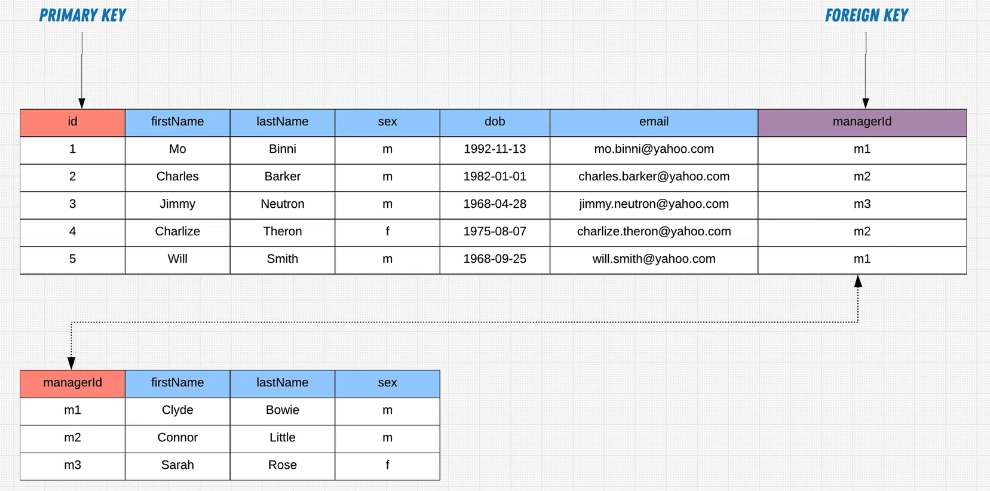 PRIMARY KEY FOREIGN KEY
id firstName lastName sex dob email managerId
1 Mo Binni m 1992-11-13 mo.binni@yahoo.com m1
2 Charles Barker m 1982-01-01 charles.barker@yahoo.com m2
3 Jimmy Neutron m 1968-04-28 jimmy.neutron@yahoo.com m3
4 Charlize Theron f 1975-08-07 charlize.theron@yahoo.com m2
5 Will Smith m 1968-09-25 will.smith@yahoo.com m1
managerId firstName lastName sex
m1 Clyde Bowie m
m2 Connor Little m
m3 Sarah Rose f